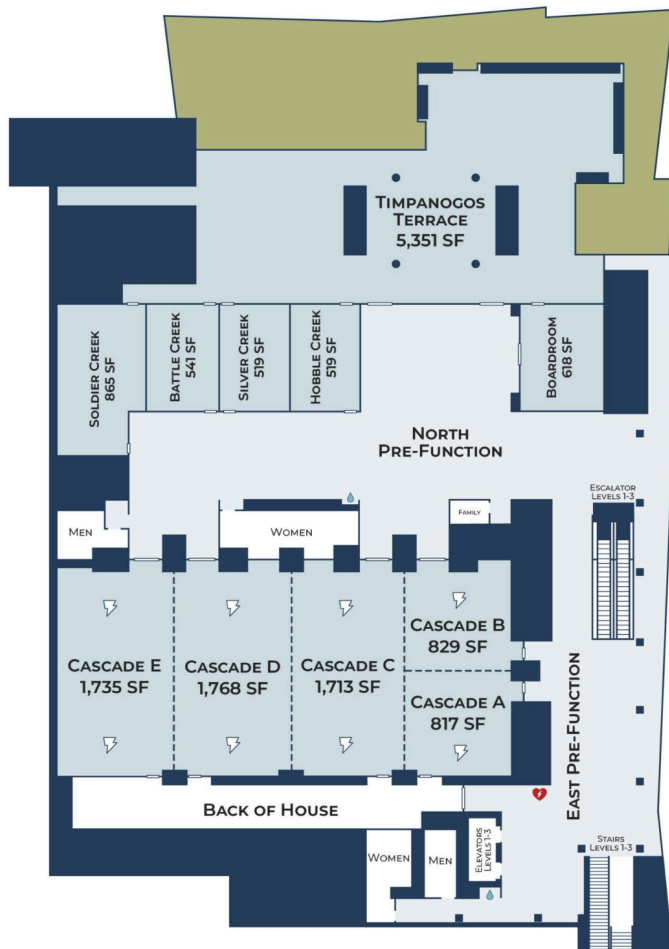 TIMPANOGOS
TERRACE
5,351 SF
SOLDIER CREEK
865 SF
BATTLE CREEK
541 SF
SILVER CREEK
519 SF
HOBBLE CREEK
519 SF
BOARDROOM
618 SF
NORTH
PRE-FUNCTION
ESCALATOR
LEVELS 1-3
MEN
WOMEN
FAMILY
CASCADE E
1,735 SF
CASCADE D
1,768 SF
CASCADE C
1,713 SF
CASCADE B
829 SF
CASCADE A
817 SF
EAST PRE-FUNCTION
BACK OF HOUSE
WOMEN
MEN
ELEVATORS
LEVELS 1-3
STAIRS
LEVELS 1-3